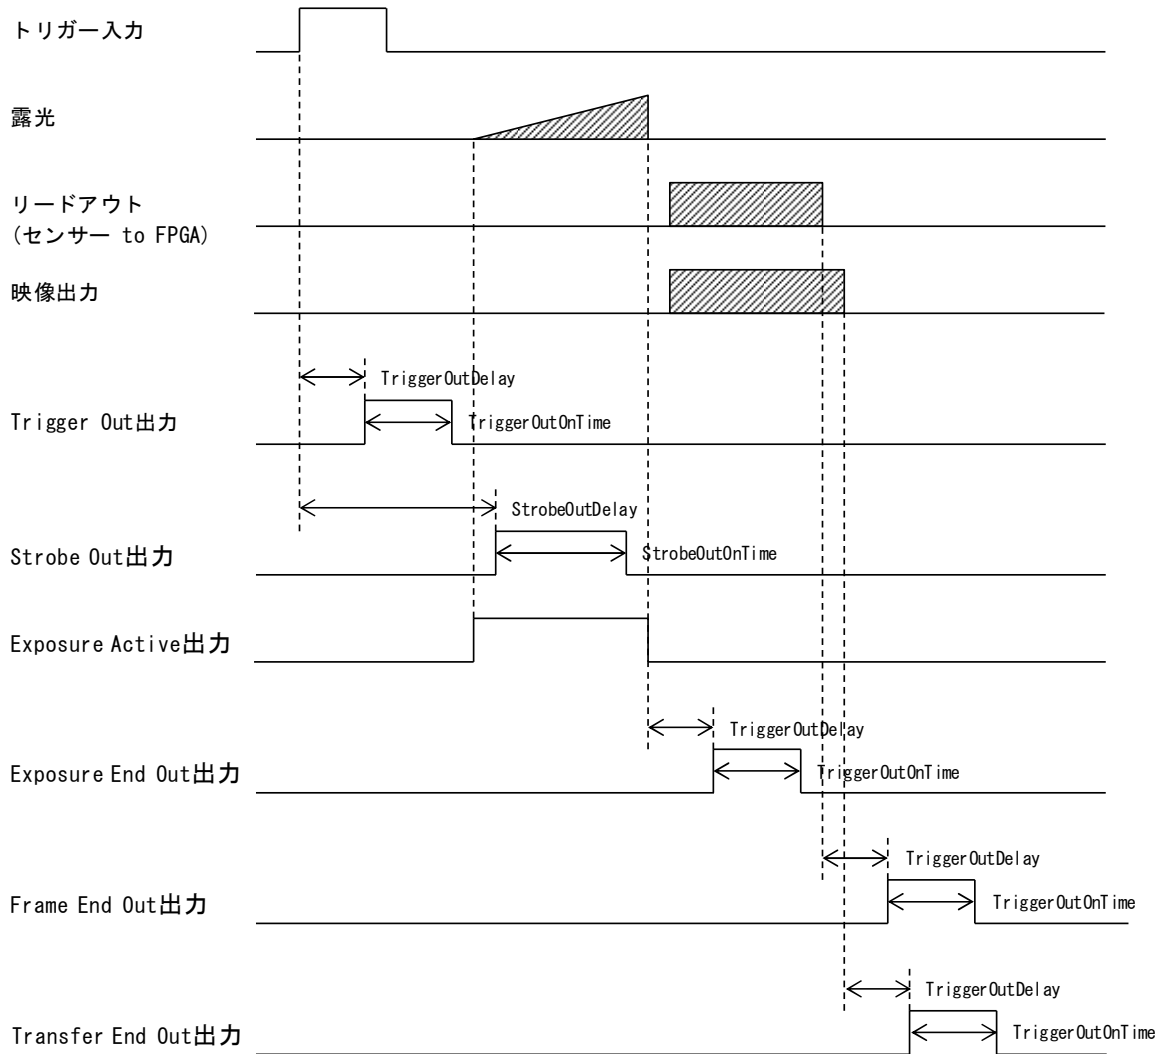 トリガー入力
露光
リードアウト
(センサー to FPGA)
映像出力
TriggerOutDelay
Trigger Out出力
TriggerOutOnTime
StrobeOutDelay
Strobe Out出力
StrobeOutOnTime
Exposure Active出力
TriggerOutDelay
Exposure End Out出力
TriggerOutOnTime
TriggerOutDelay
Frame End Out出力
TriggerOutOnTime
TriggerOutDelay
Transfer End Out出力
TriggerOutOnTime